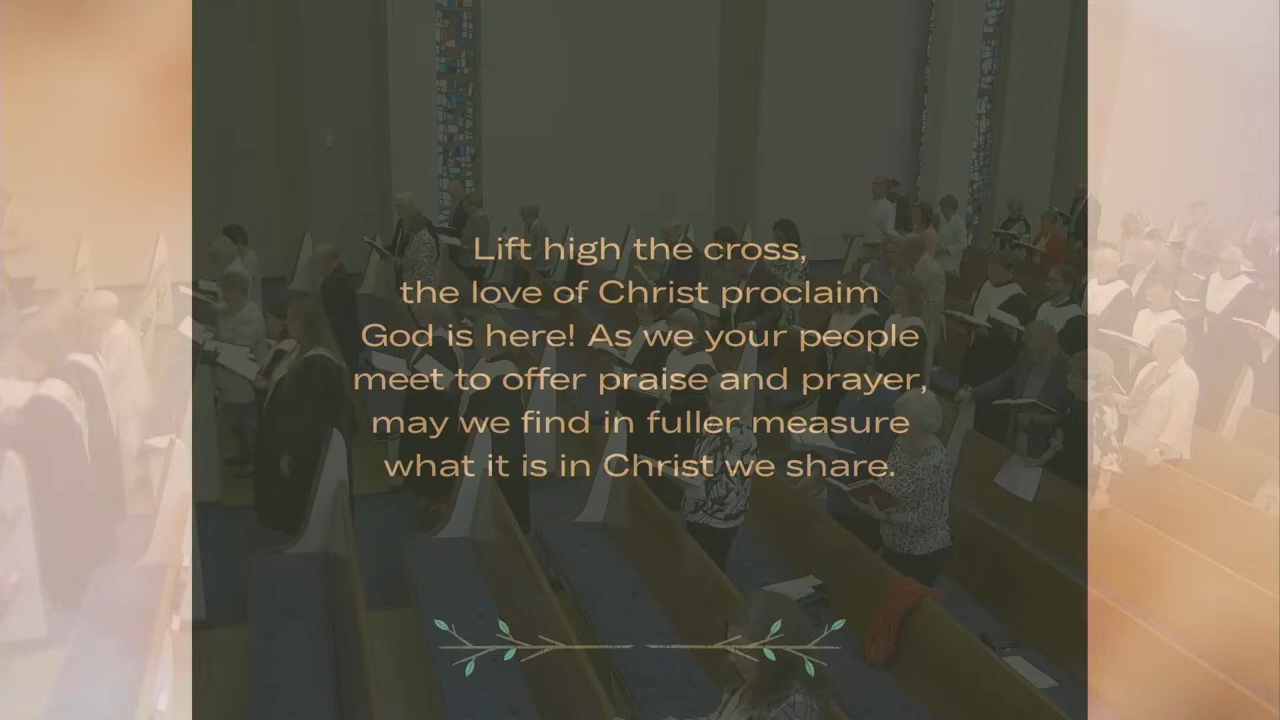 Lift high the cross,
the love of Christ proclaim
God is here! As we your people
meet to offer praise and prayer,
may we find in fuller measure
what it is in Christ we share.